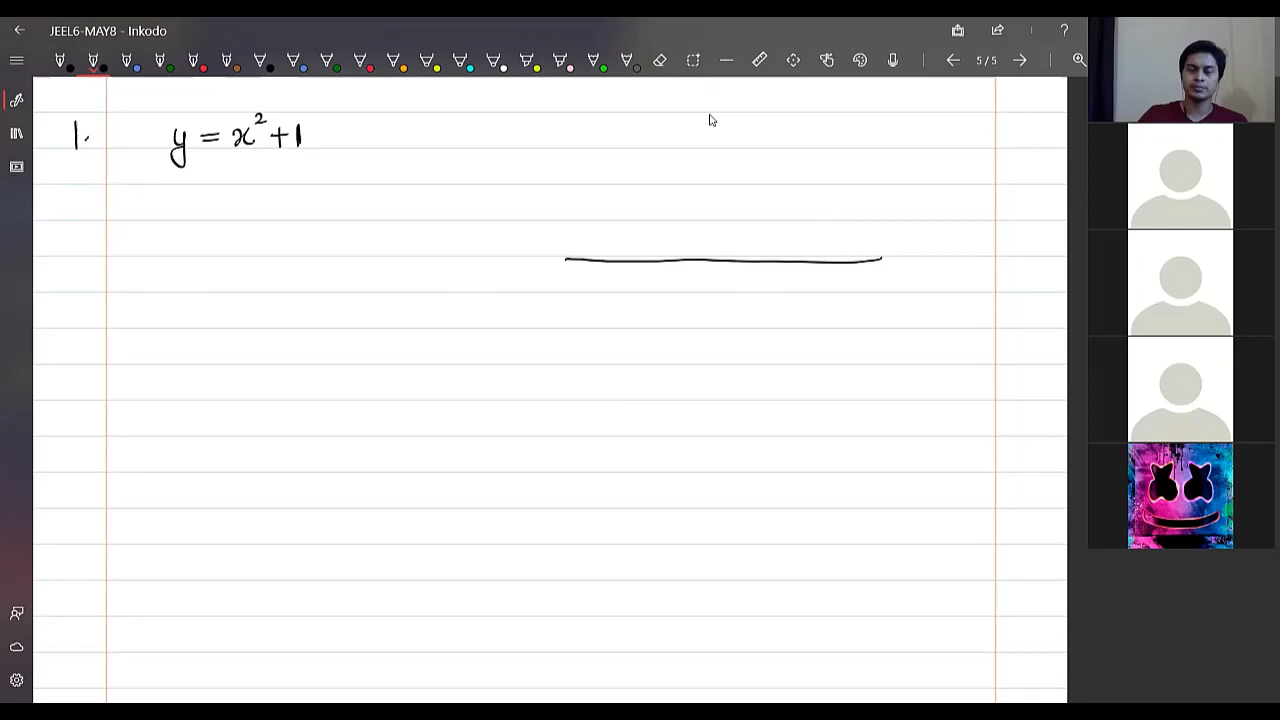 JEEL6-MAY8 - Inkodo
5/5
1. y = x² + 1